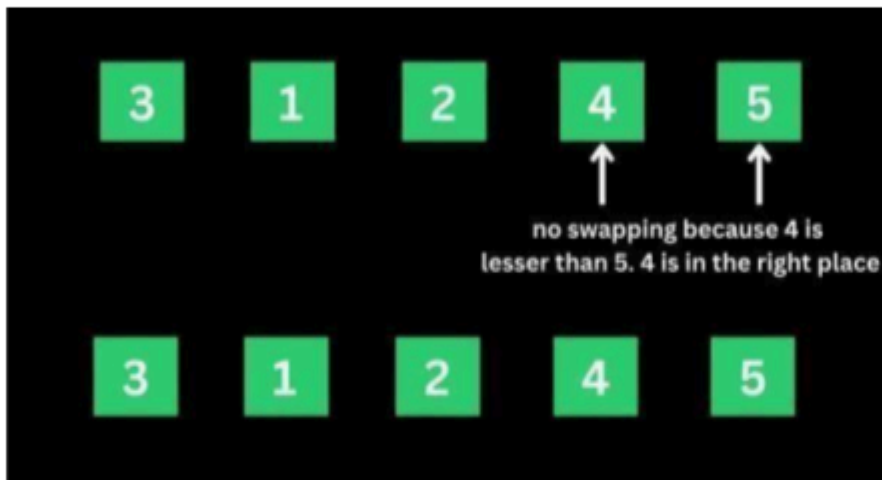 3 1 2 4 5
no swapping because 4 is
lesser than 5. 4 is in the right place
3 1 2 4 5